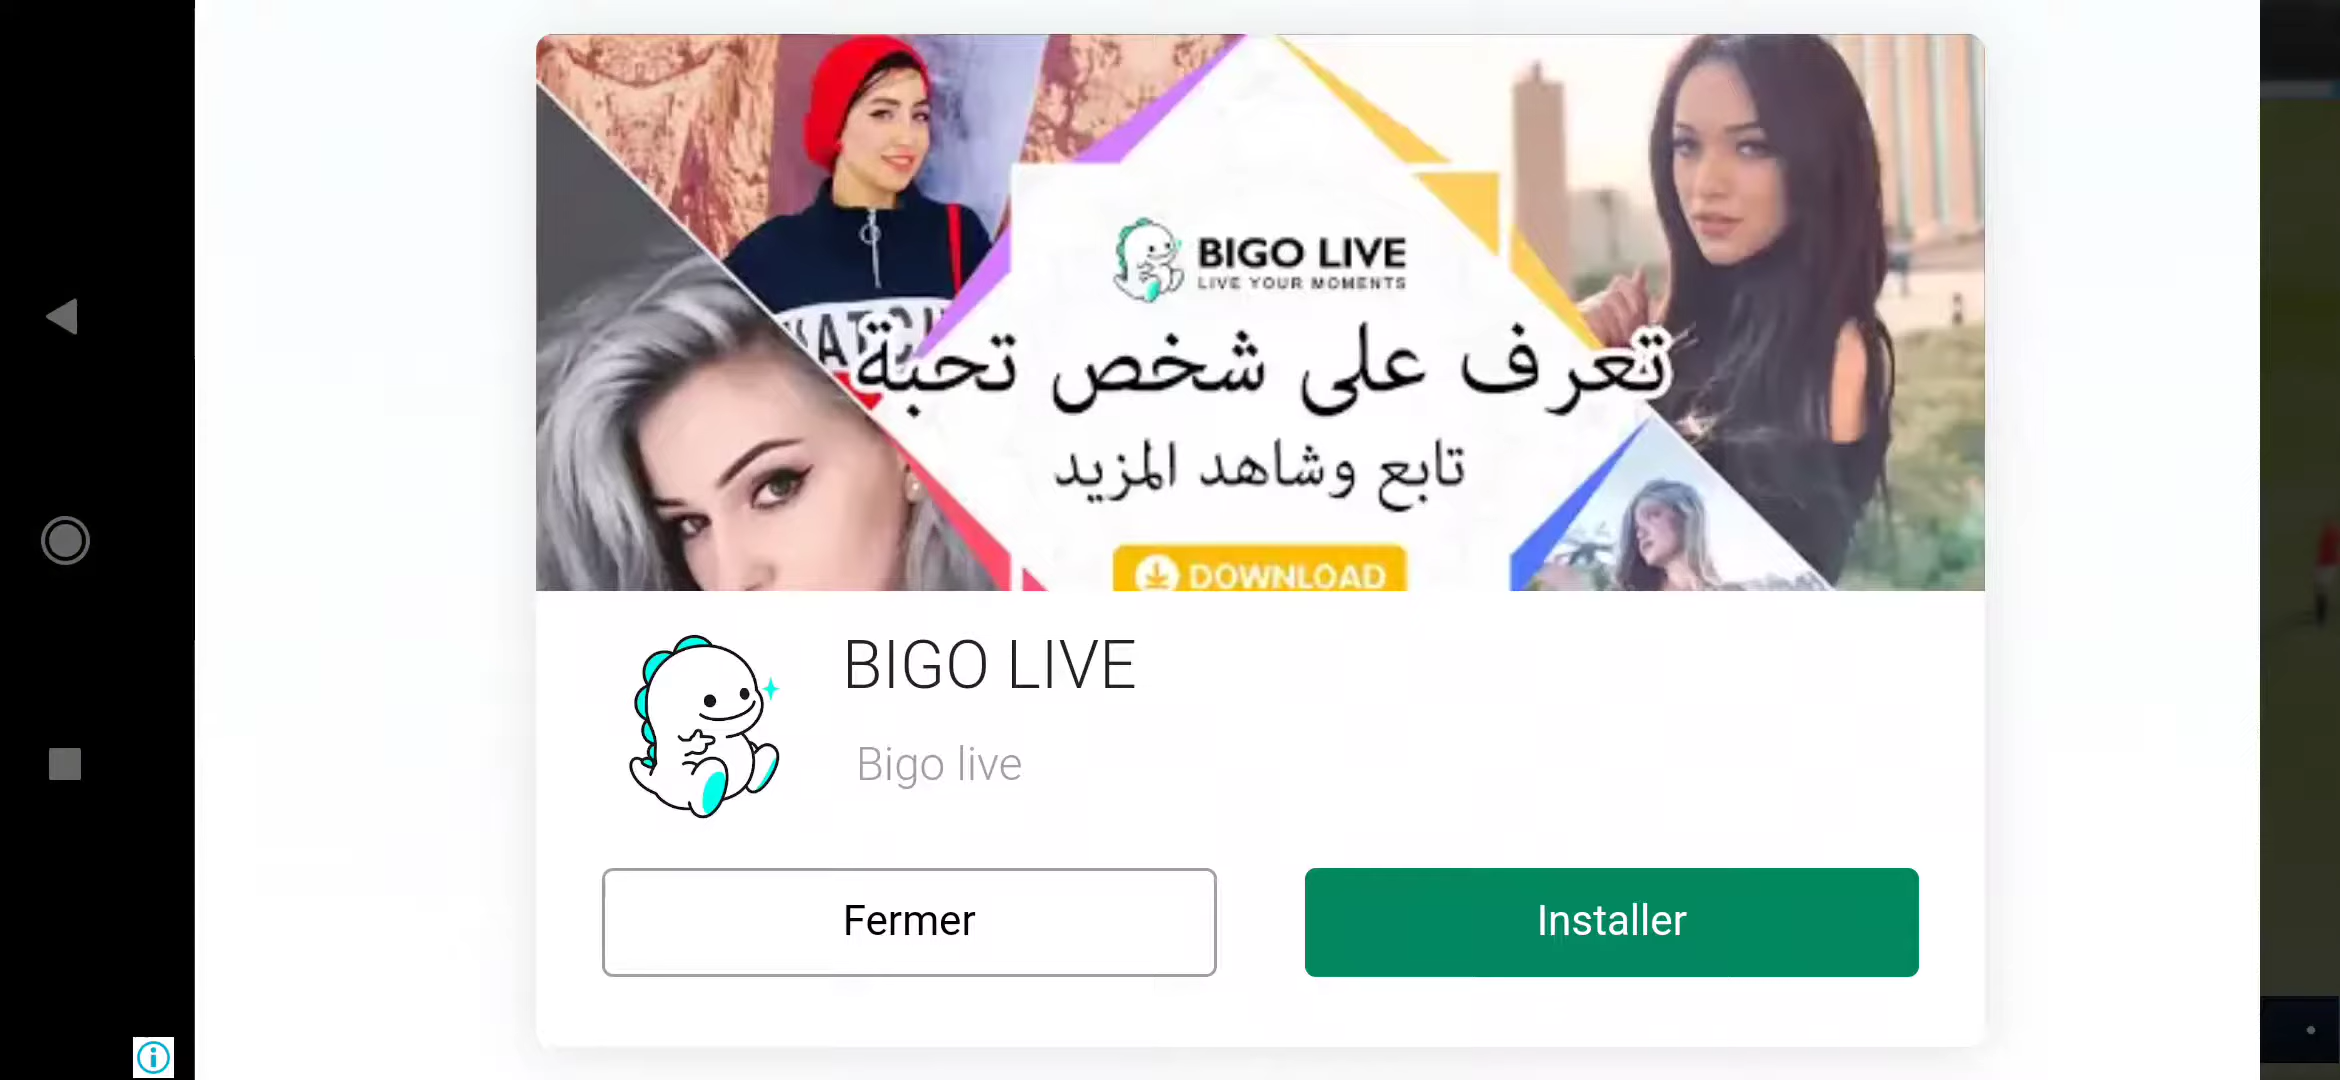 BIGO LIVE
LIVE YOUR MOMENTS
تعرف على شخص تحبة
تابع وشاهد المزيد
DOWNLOAD
BIGO LIVE
Bigo live
Fermer
Installer